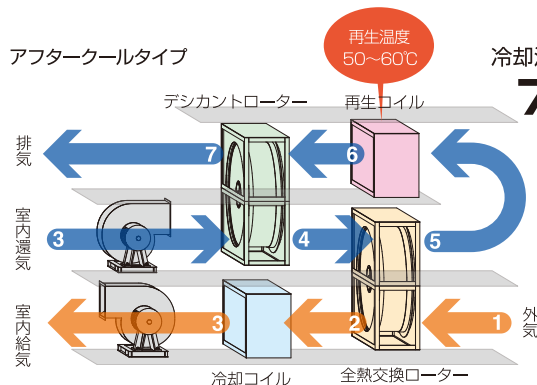 再生温度
50～60℃
アフタークールタイプ
冷却
7
デシカントローター
再生コイル
排気
7
6
室内還気
3
4
5
室内給気
3
2
1
外気
冷却コイル
全熱交換ローター